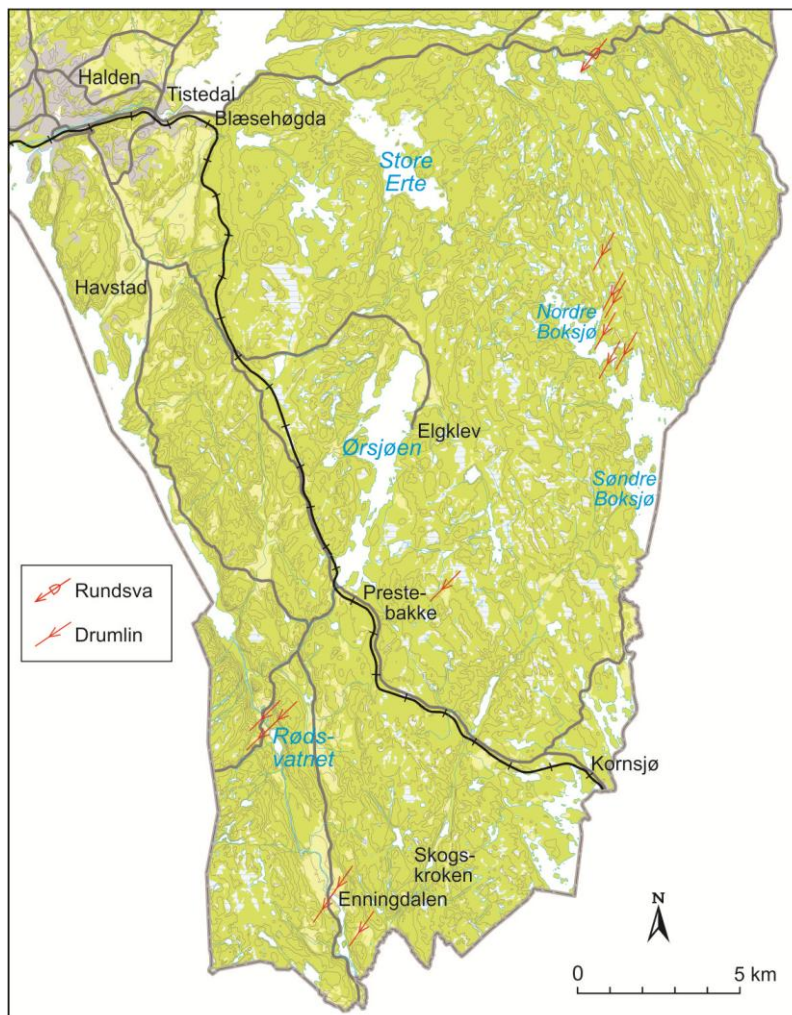 Halden
Tistedal
Blæsehøgda
Store
Erte
Havstad
Nordre
Boksjø
Elgklev
Ørsjøen
Søndre
Boksjø
Rundsva
Drumlin
Preste-
bakke
Røds-
vatnet
Kornsjø
Skogs-
kroken
Enningdalen
N
0 5 km